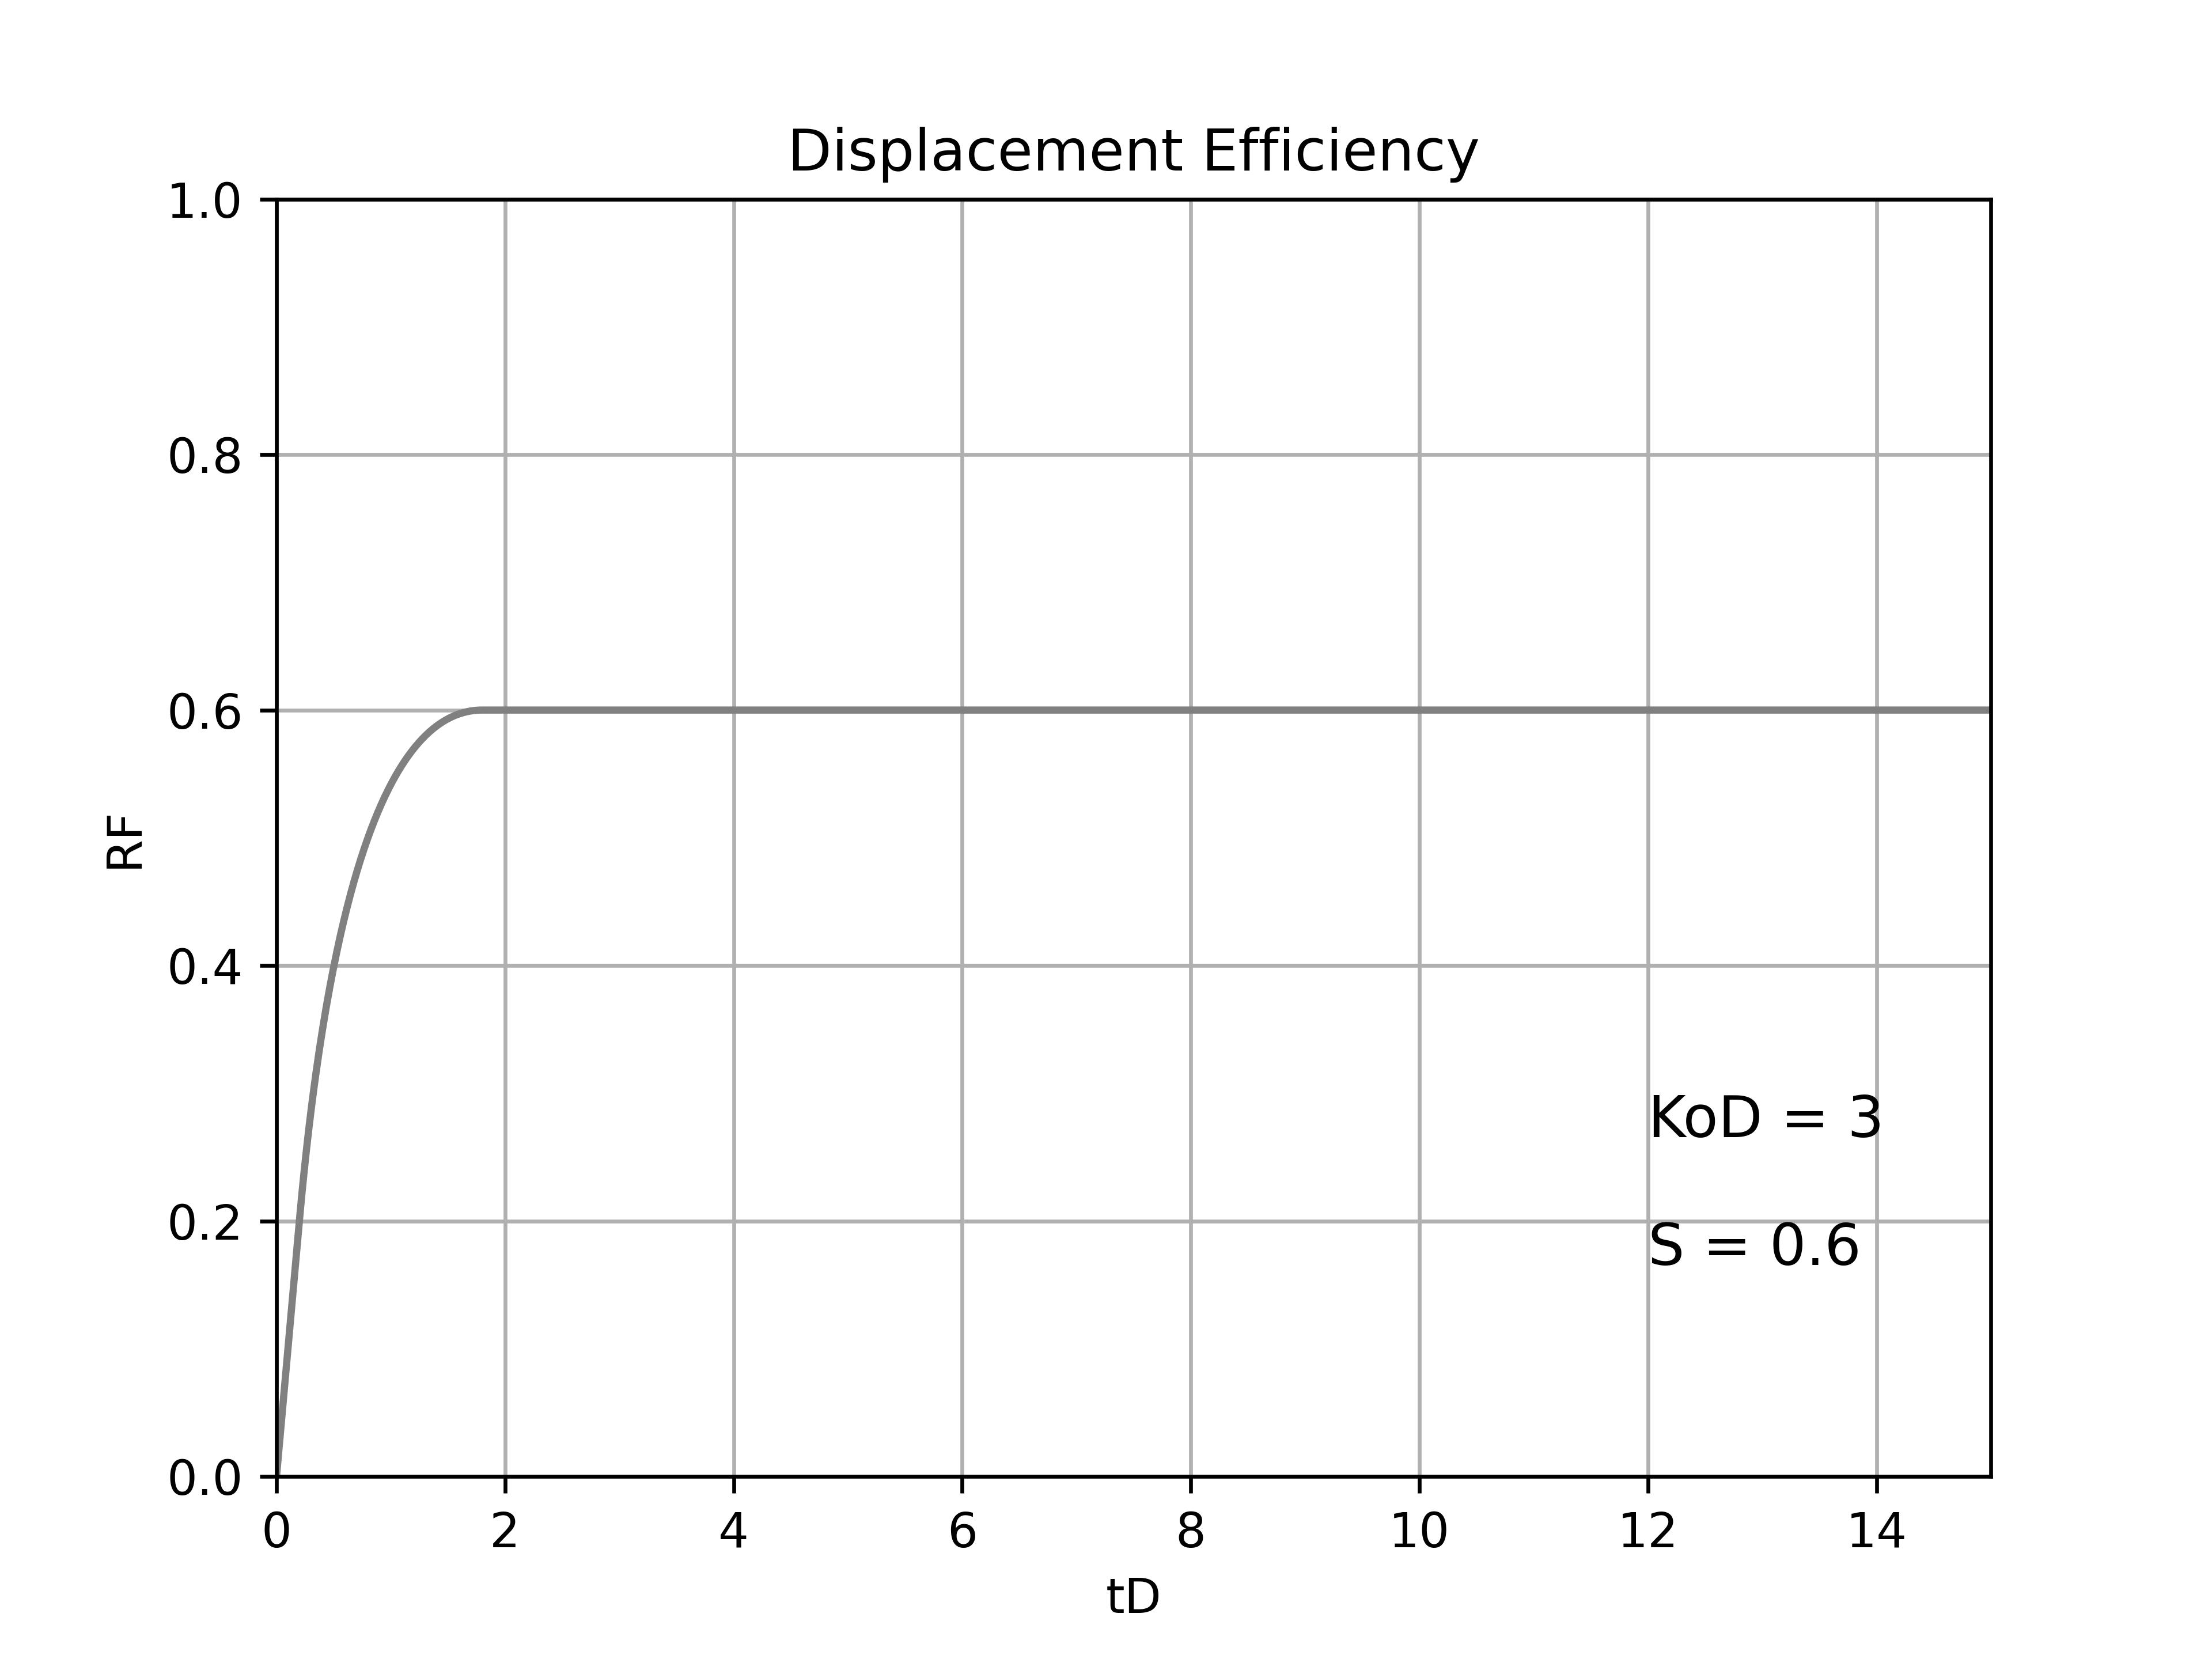 Displacement Efficiency
1.0
0.8
0.6
0.4
0.2
0.0
RF
KoD = 3
S = 0.6
0 2 4 6 8 10 12 14
tD